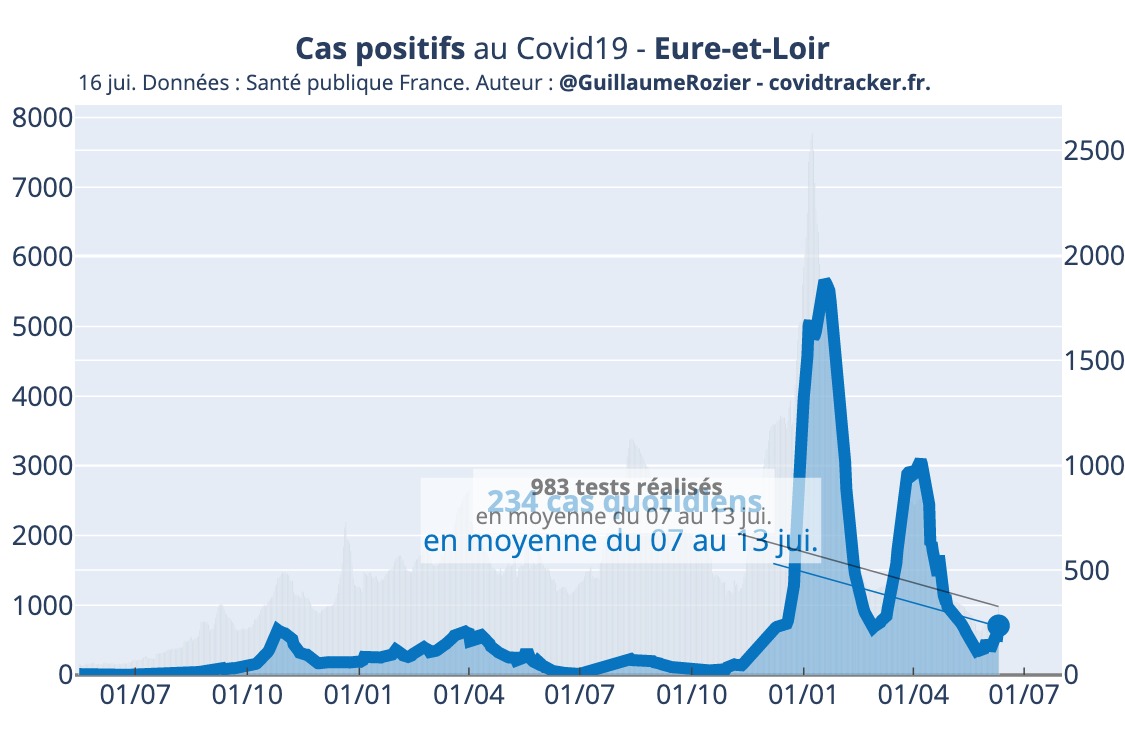 Cas positifs au Covid19 - Eure-et-Loir
16 jui. Données : Santé publique France. Auteur : @GuillaumeRozier - covidtracker.fr.
8000
7000
6000
5000
4000
3000
2000
1000
0
2500
2000
1500
1000
500
0
983 tests réalisés
en moyenne du 07 au 13 jui.
234 cas quotidiens
en moyenne du 07 au 13 jui.
01/07 01/10 01/01 01/04 01/07 01/10 01/01 01/04 01/07